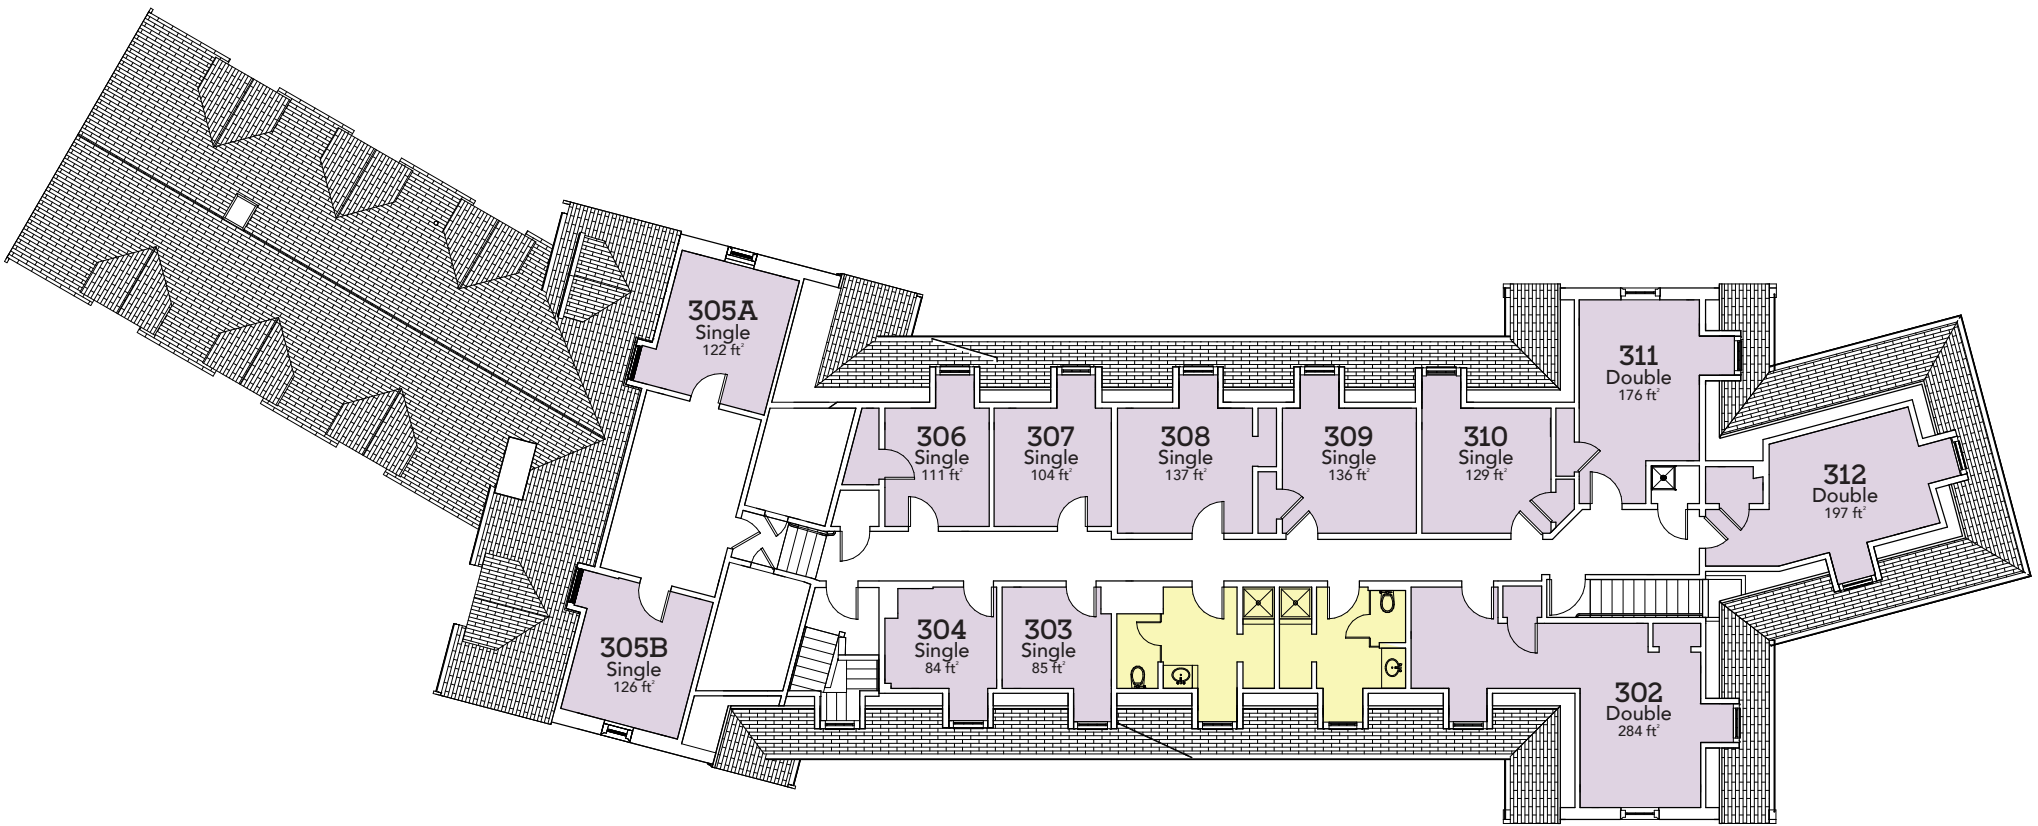 305A
Single
122 ft²
311
Double
176 ft²
306
Single
111 ft²
307
Single
104 ft²
308
Single
137 ft²
309
Single
136 ft²
310
Single
129 ft²
312
Double
197 ft²
305B
Single
126 ft²
304
Single
84 ft²
303
Single
85 ft²
302
Double
284 ft²